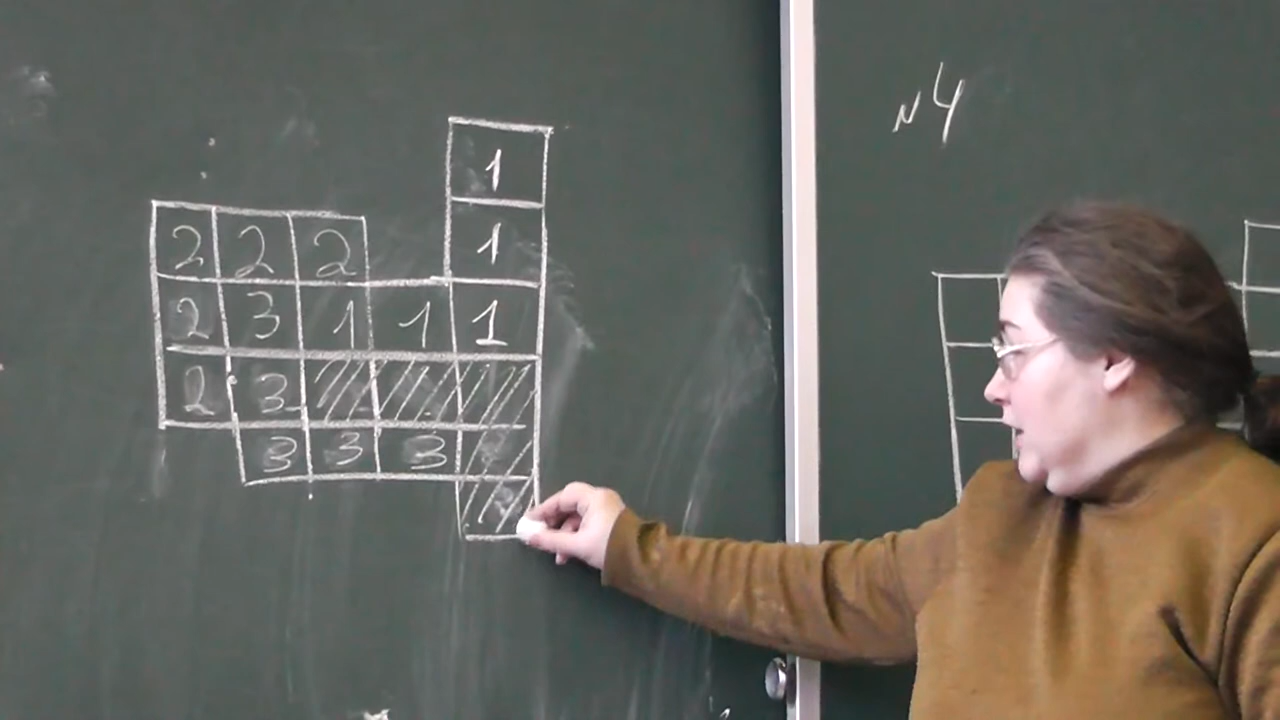 1
2 2 2 1
2 3 1 1 1
2 3
3 3 3
N4